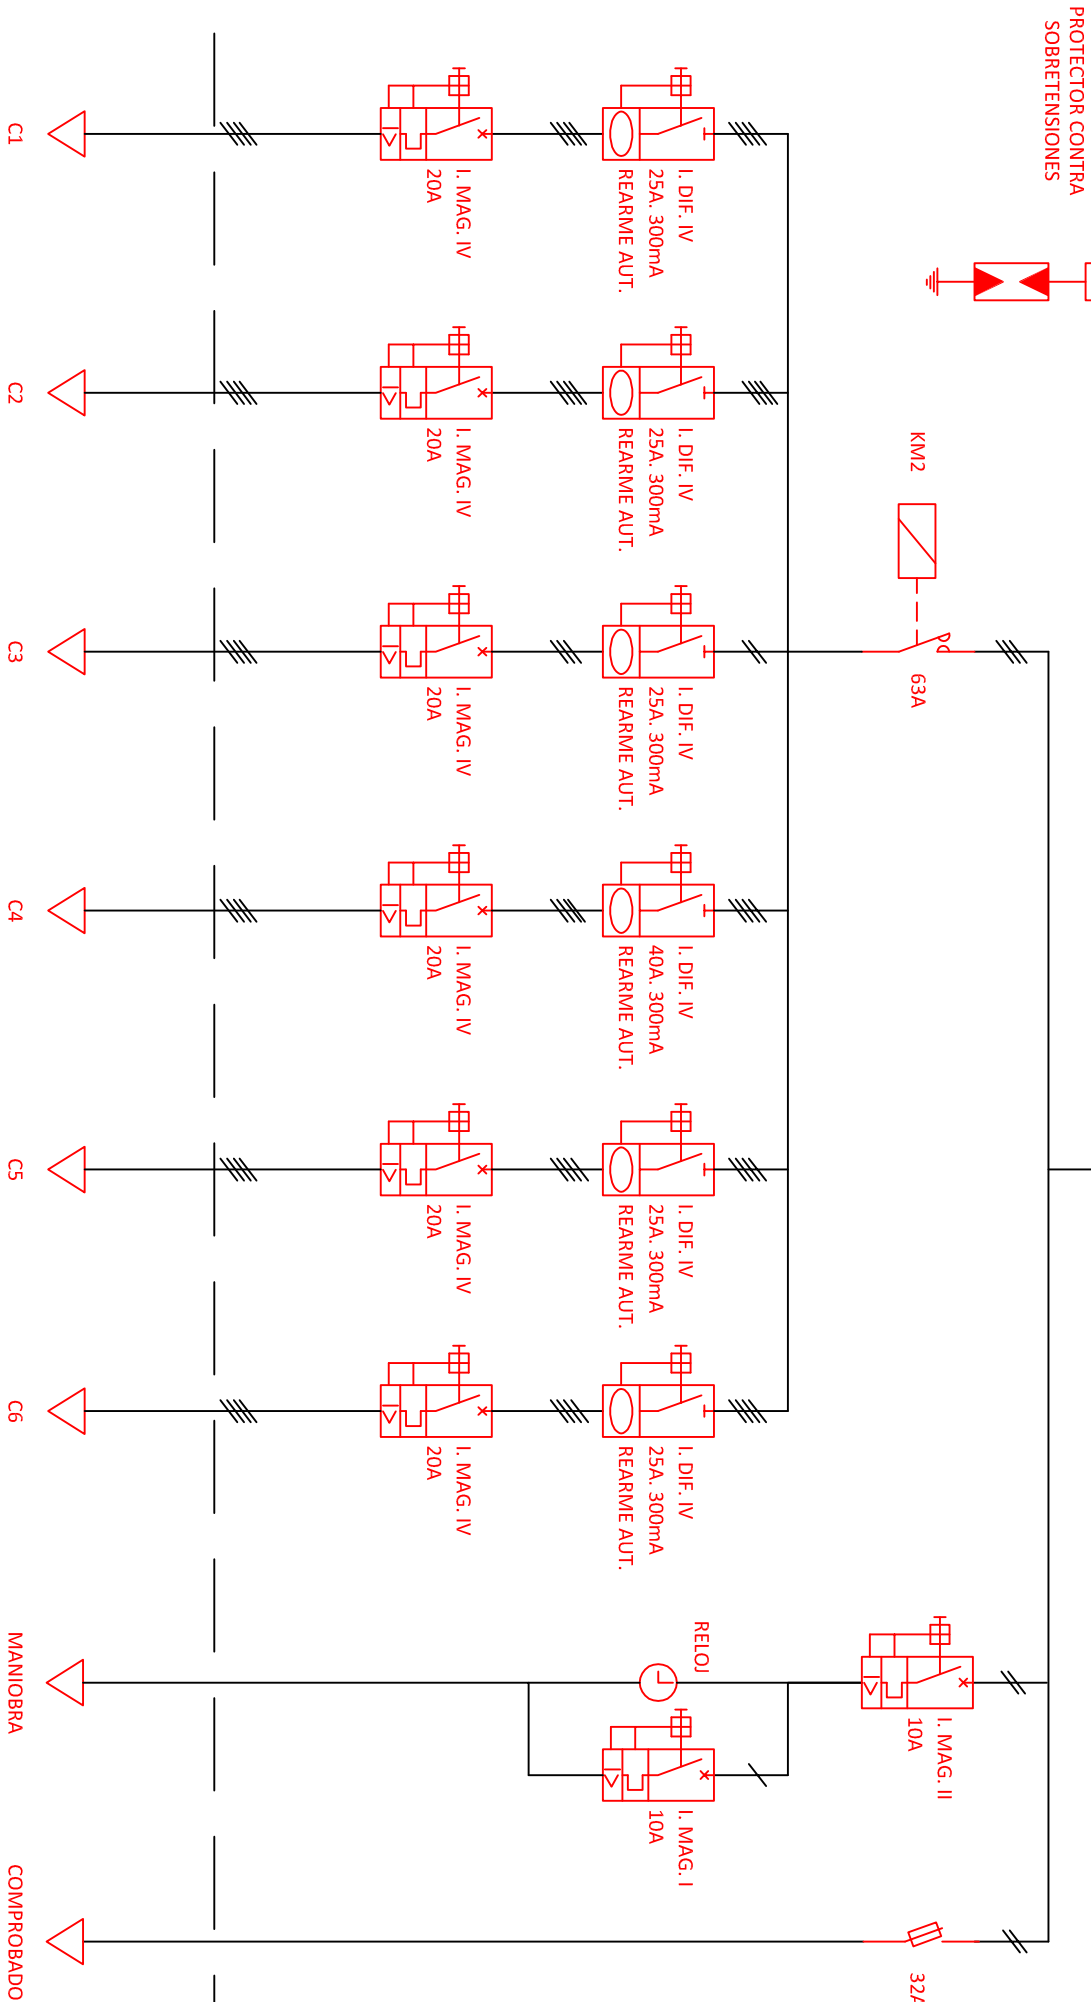 PROTECTOR CONTRA
SOBRETENSIONES
KM2
63A
I. DIF. IV
25A. 300mA
REARME AUT.
I. MAG. IV
20A
C1
I. DIF. IV
25A. 300mA
REARME AUT.
I. MAG. IV
20A
C2
I. DIF. IV
25A. 300mA
REARME AUT.
I. MAG. IV
20A
C3
I. DIF. IV
40A. 300mA
REARME AUT.
I. MAG. IV
20A
C4
I. DIF. IV
25A. 300mA
REARME AUT.
I. MAG. IV
20A
C5
I. DIF. IV
25A. 300mA
REARME AUT.
I. MAG. IV
20A
C6
I. MAG. II
10A
RELOJ
I. MAG. I
10A
MANIOBRA
32A
COMPROBADO